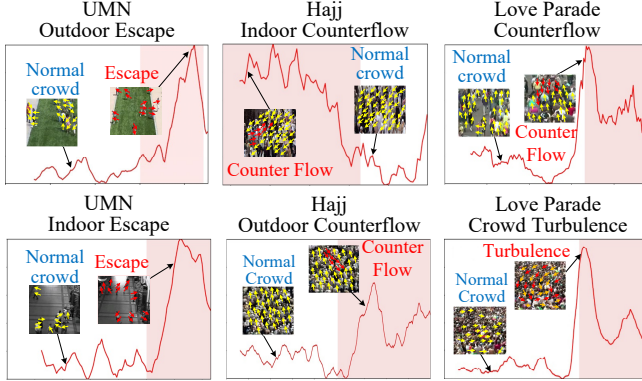 UMN
Outdoor Escape
Normal
crowd
Escape
Hajj
Indoor Counterflow
Normal
crowd
Counter Flow
Love Parade
Counterflow
Normal
crowd
Counter
Flow
UMN
Indoor Escape
Normal
crowd
Escape
Hajj
Outdoor Counterflow
Normal
Crowd
Counter
Flow
Love Parade
Crowd Turbulence
Turbulence
Normal
Crowd